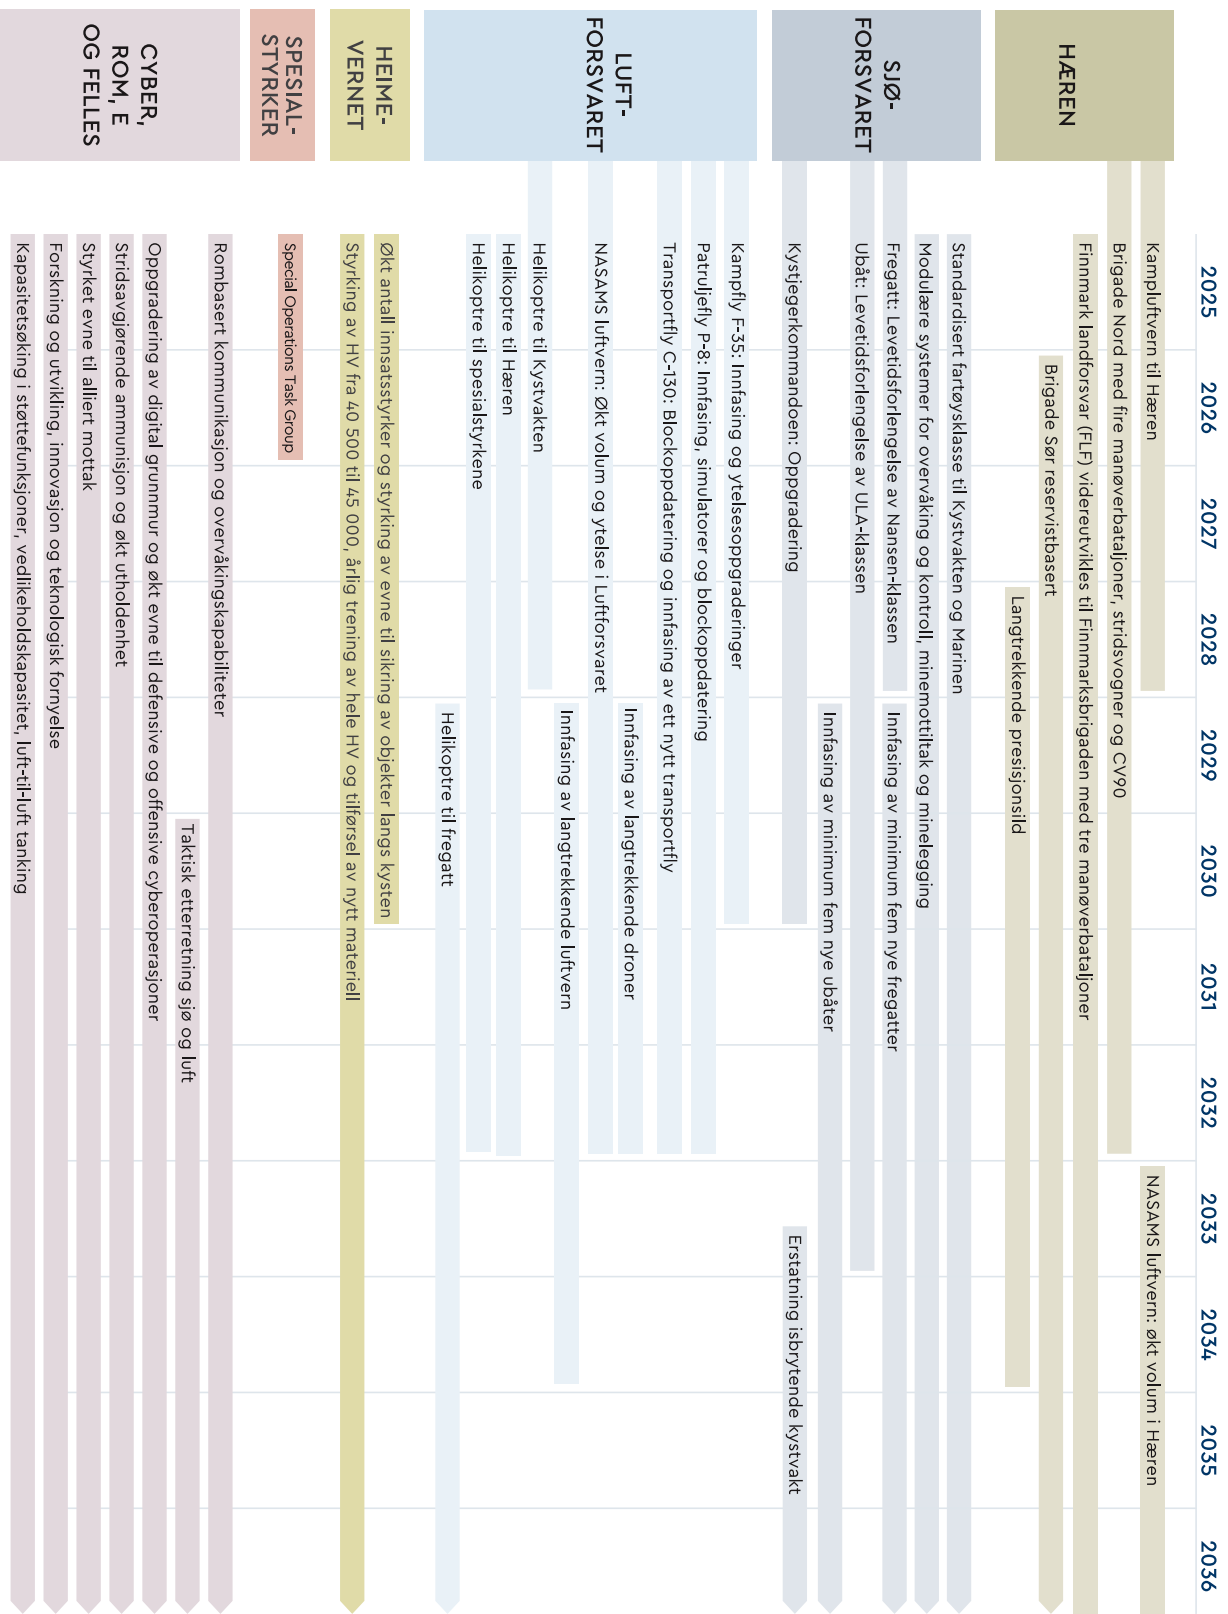 2025
2026
2027
2028
2029
2030
2031
2032
2033
2034
2035
2036
HÆREN
Kampluftvern til Hæren
NASAMS luftvern: økt volum i Hæren
Brigade Nord med fire manøverbataljoner, stridsvogner og CV90
Finnmark landforsvar (FLF) videreutvikles til Finnmarksbrigaden med tre manøverbataljoner
Brigade Sør reservistbasert
Langtrekkende presisjonsild
SJØ-
FORSVARET
Standardisert fartøysklasse til Kystvakten og Marinen
Modulære systemer for overvåking og kontroll, minemottiltak og minelegging
Fregatt: Levetidsforlengelse av Nansen-klassen
Innfasing av minimum fem nye fregatter
Ubåt: Levetidsforlengelse av ULA-klassen
Innfasing av minimum fem nye ubåter
Kystjegerkommandoen: Oppgradering
Erstatning isbrytende kystvakt
LUFT-
FORSVARET
Kampfly F-35: Innfasing og ytelsesoppgraderinger
Patruljefly P-8: Innfasing, simulatorer og blockoppdatering
Transportfly C-130: Blockoppdatering og innfasing av ett nytt transportfly
Innfasing av langtrekkende droner
NASAMS luftvern: Økt volum og ytelse i Luftforsvaret
Innfasing av langtrekkende luftvern
Helikoptre til Kystvakten
Helikoptre til Hæren
Helikoptre til spesialstyrkene
Helikoptre til fregatt
HEIME-
VERNET
Økt antall innsatsstyrker og styrking av evne til sikring av objekter langs kysten
Styrking av HV fra 40 500 til 45 000, årlig trening av hele HV og tilførsel av nytt materiell
SPESIAL-
STYRKER
Special Operations Task Group
CYBER,
ROM, E
OG FELLES
Rombasert kommunikasjon og overvåkingskapabiliteter
Taktisk etterretning sjø og luft
Oppgradering av digital grunnmur og økt evne til defensive og offensive cyberoperasjoner
Stridsavgjørende ammunisjon og økt utholdenhet
Styrket evne til alliert mottak
Forskning og utvikling, innovasjon og teknologisk fornyelse
Kapasitetsøking i støttefunksjoner, vedlikeholdskapasitet, luft-til-luft tanking